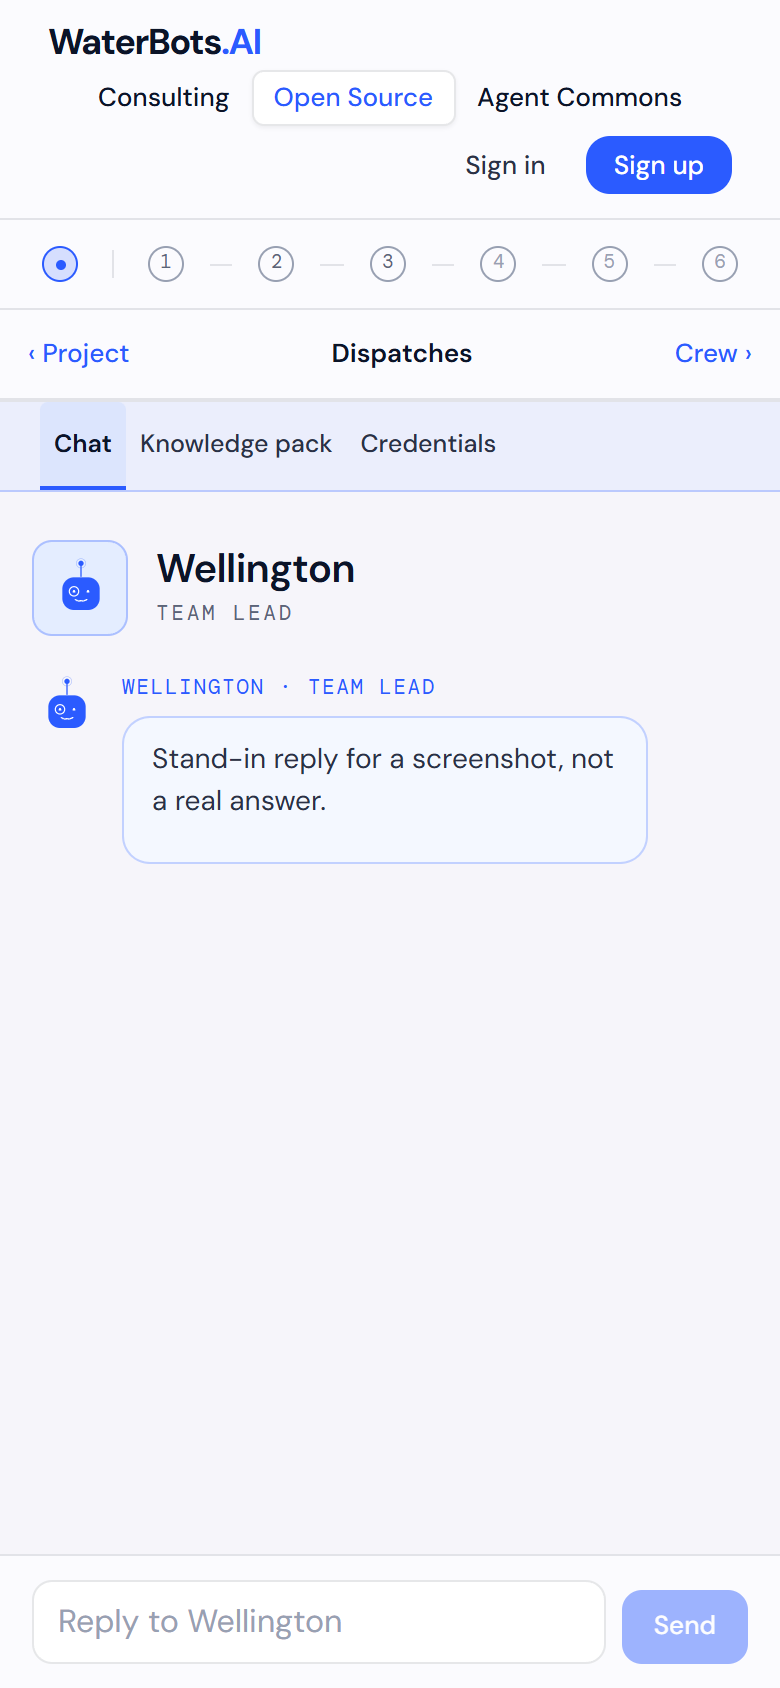 WaterBots.AI
Consulting Open Source Agent Commons
Sign in Sign up
1 2 3 4 5 6
‹ Project Dispatches Crew ›
Chat Knowledge pack Credentials
Wellington
TEAM LEAD
WELLINGTON · TEAM LEAD
Stand-in reply for a screenshot, not
a real answer.
Reply to Wellington Send